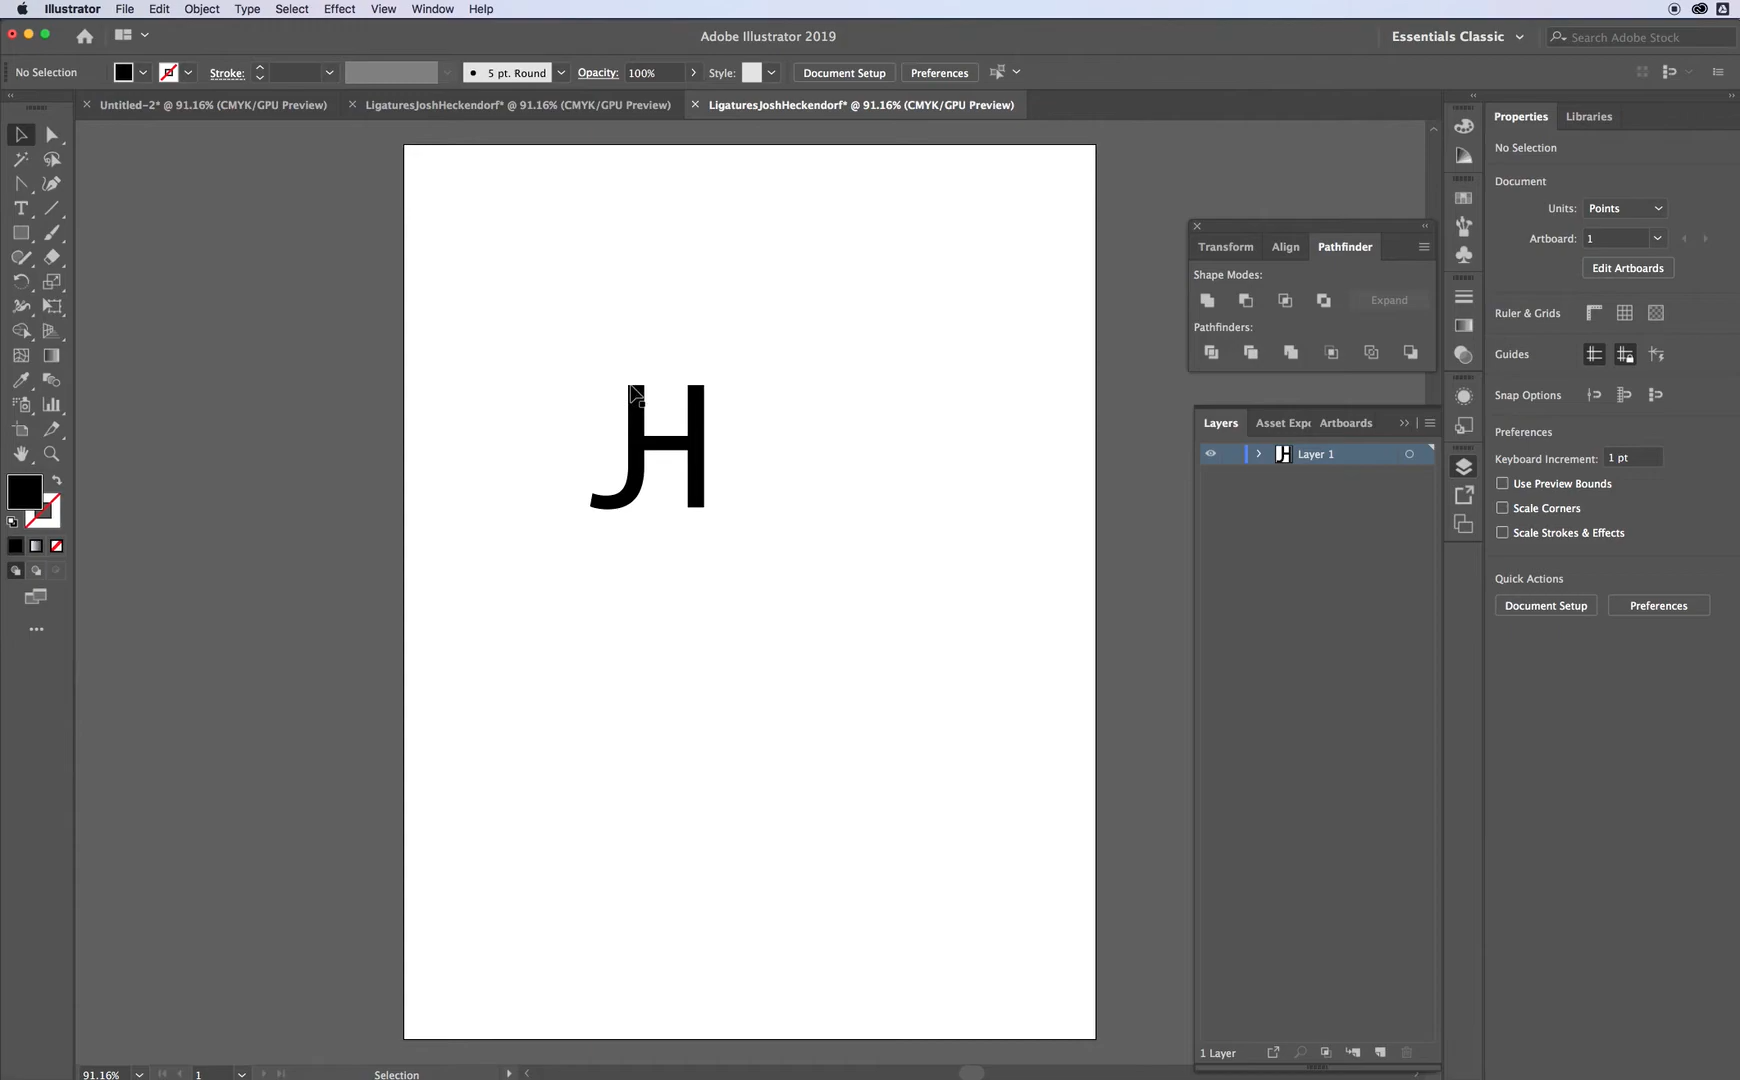 Illustrator File Edit Object Type Select Effect View Window Help
Adobe Illustrator 2019
Essentials Classic
Search Adobe Stock
No Selection
Stroke:
5 pt. Round
Opacity: 100%
Style:
Document Setup
Preferences
Untitled-2* @ 91.16% (CMYK/GPU Preview)
LigaturesJoshHeckendorf* @ 91.16% (CMYK/GPU Preview)
LigaturesJoshHeckendorf* @ 91.16% (CMYK/GPU Preview)
JH
Transform Align Pathfinder
Shape Modes:
Expand
Pathfinders:
Layers Asset Expo Artboards
Layer 1
1 Layer
Properties Libraries
No Selection
Document
Units: Points
Artboard: 1
Edit Artboards
Ruler & Grids
Guides
Snap Options
Preferences
Keyboard Increment: 1 pt
Use Preview Bounds
Scale Corners
Scale Strokes & Effects
Quick Actions
Document Setup Preferences
91.16% 1 Selection